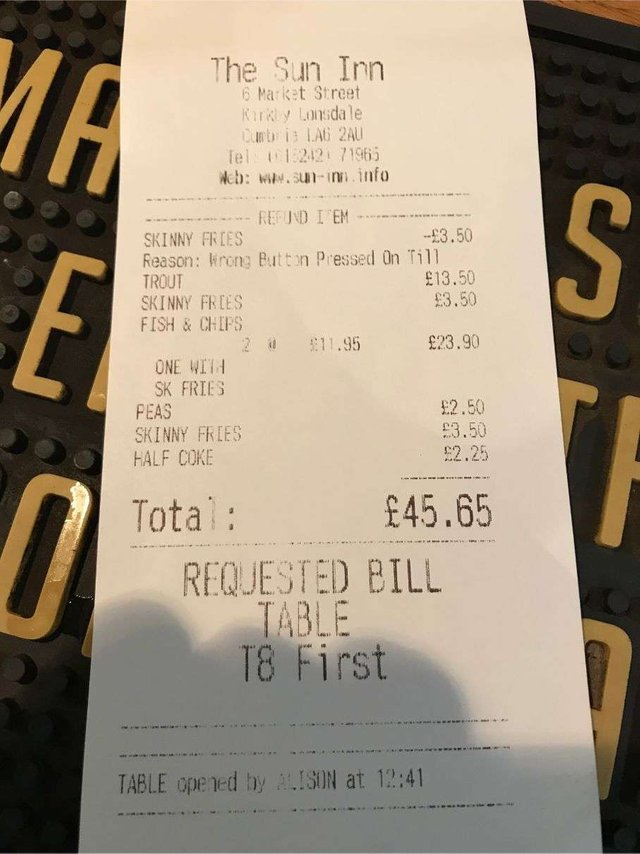 The Sun Inn
6 Market Street
Kirkby Lonsdale
Cumbria LA6 2AU
Tel: (015242) 71965
Web: www.sun-inn.info
REFUND ITEM
SKINNY FRIES -£3.50
Reason: Wrong Button Pressed On Till
TROUT £13.50
SKINNY FRIES £3.50
FISH & CHIPS
2 @ £11.95 £23.90
ONE WITH
SK FRIES
PEAS £2.50
SKINNY FRIES £3.50
HALF COKE £2.25
Total: £45.65
REQUESTED BILL
TABLE
T8 First
TABLE opened by ALISON at 12:41